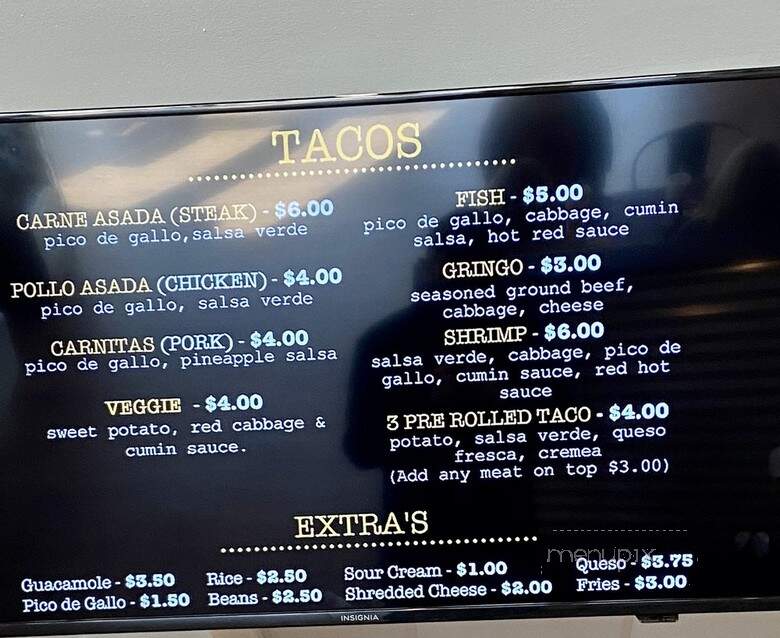 TACOS
CARNE ASADA (STEAK) - $6.00
pico de gallo,salsa verde
POLLO ASADA (CHICKEN) - $4.00
pico de gallo, salsa verde
CARNITAS (PORK) - $4.00
pico de gallo, pineapple salsa
VEGGIE - $4.00
sweet potato, red cabbage &
cumin sauce.
FISH - $5.00
pico de gallo, cabbage, cumin
salsa, hot red sauce
GRINGO - $3.00
seasoned ground beef,
cabbage, cheese
SHRIMP - $6.00
salsa verde, cabbage, pico de
gallo, cumin sauce, red hot
sauce
3 PRE ROLLED TACO - $4.00
potato, salsa verde, queso
fresca, cremea
(Add any meat on top $3.00)
EXTRA'S
Guacamole - $3.50
Pico de Gallo - $1.50
Rice - $2.50
Beans - $2.50
Sour Cream - $1.00
Shredded Cheese - $2.00
Queso - $3.75
Fries - $3.00
menupix
INSIGNIA